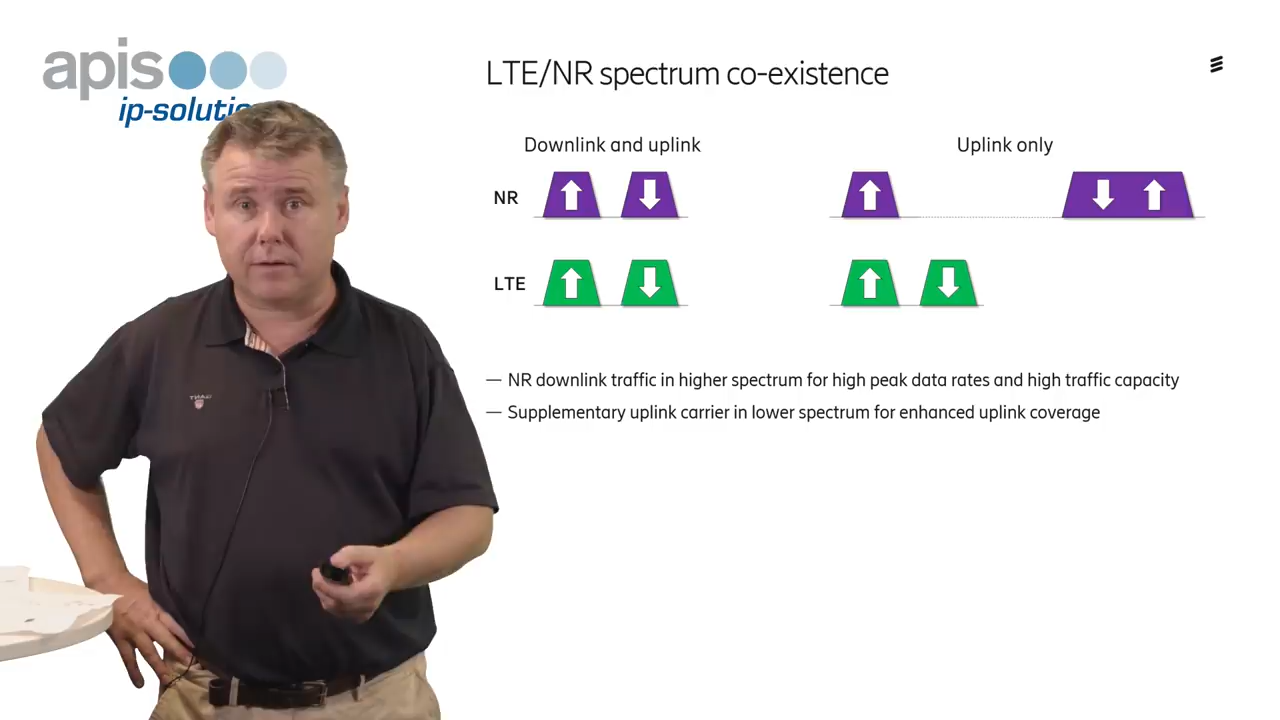 apis
ip-soluti
LTE/NR spectrum co-existence
Downlink and uplink
Uplink only
NR
LTE
— NR downlink traffic in higher spectrum for high peak data rates and high traffic capacity
— Supplementary uplink carrier in lower spectrum for enhanced uplink coverage
GANT